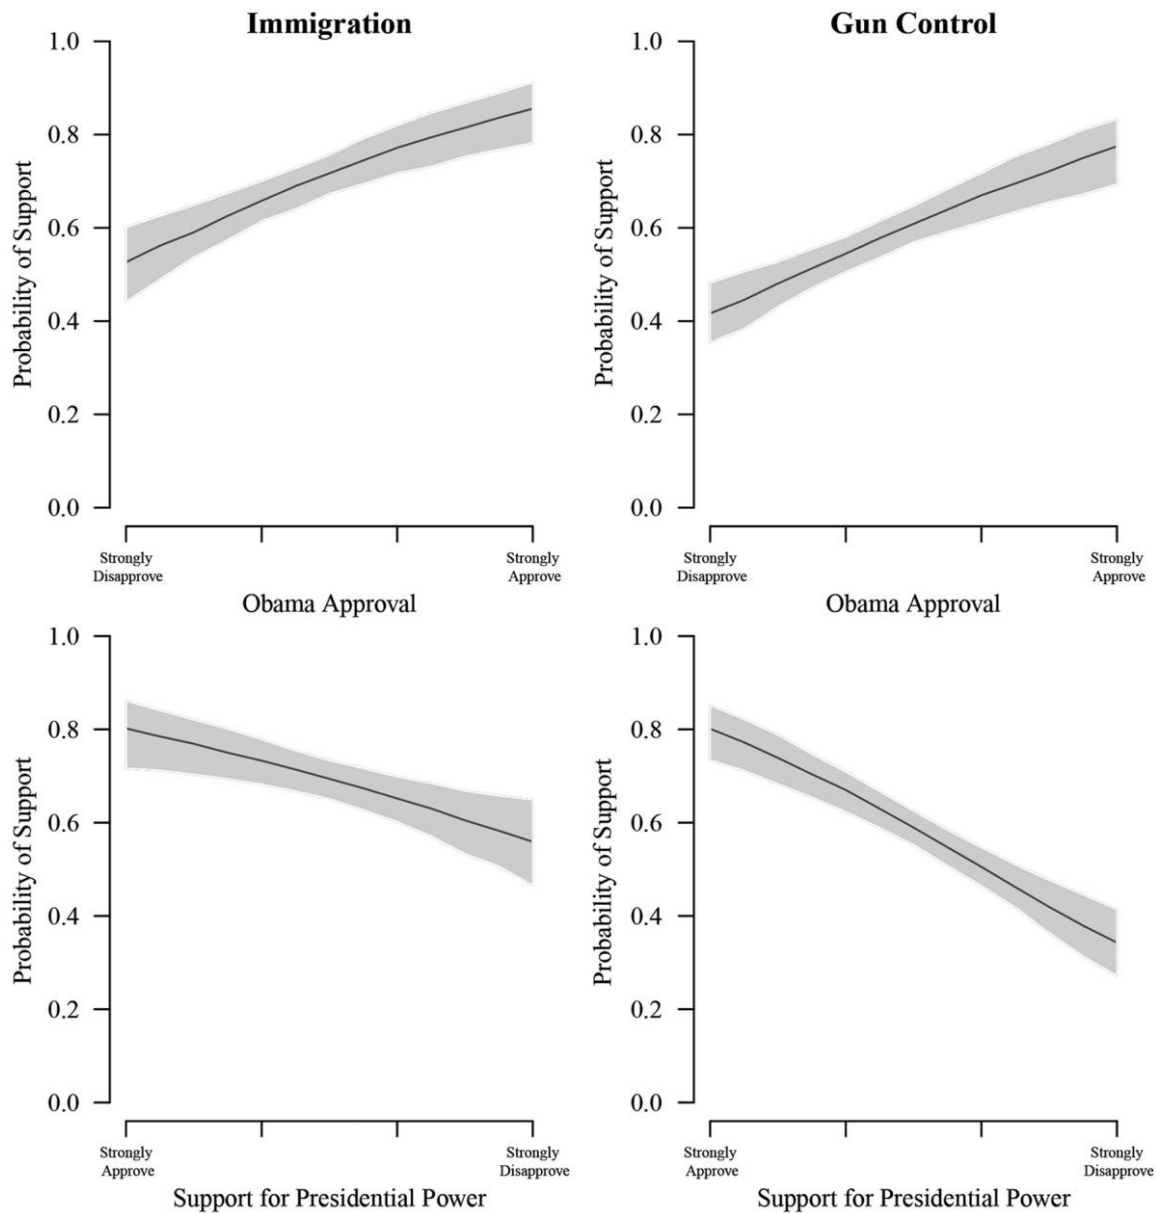 Immigration
1.0
0.8
0.6
0.4
0.2
0.0
Probability of Support
Strongly
Disapprove
Strongly
Approve
Obama Approval
Gun Control
1.0
0.8
0.6
0.4
0.2
0.0
Probability of Support
Strongly
Disapprove
Strongly
Approve
Obama Approval
1.0
0.8
0.6
0.4
0.2
0.0
Probability of Support
Strongly
Approve
Strongly
Disapprove
Support for Presidential Power
1.0
0.8
0.6
0.4
0.2
0.0
Probability of Support
Strongly
Approve
Strongly
Disapprove
Support for Presidential Power